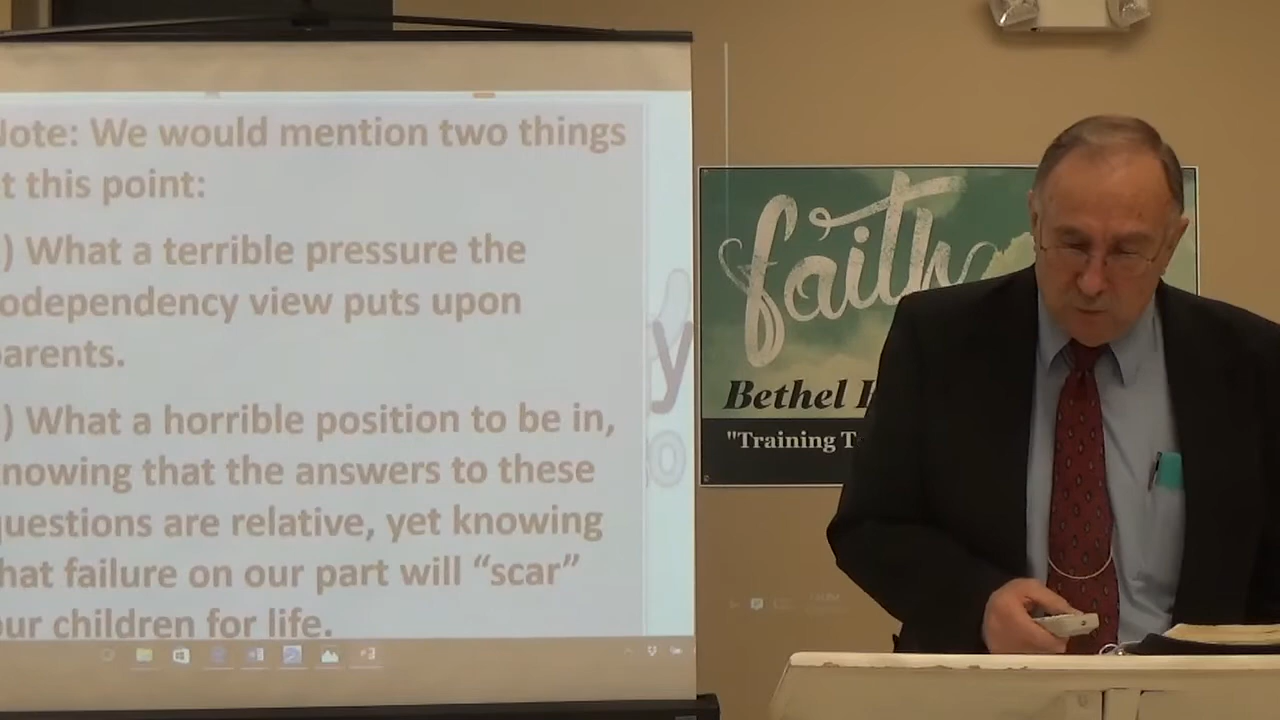 ote: We would mention two things
t this point:
) What a terrible pressure the
odependency view puts upon
arents.
) What a horrible position to be in,
nowing that the answers to these
uestions are relative, yet knowing
hat failure on our part will “scar”
our children for life.
faith
Bethel
"Training